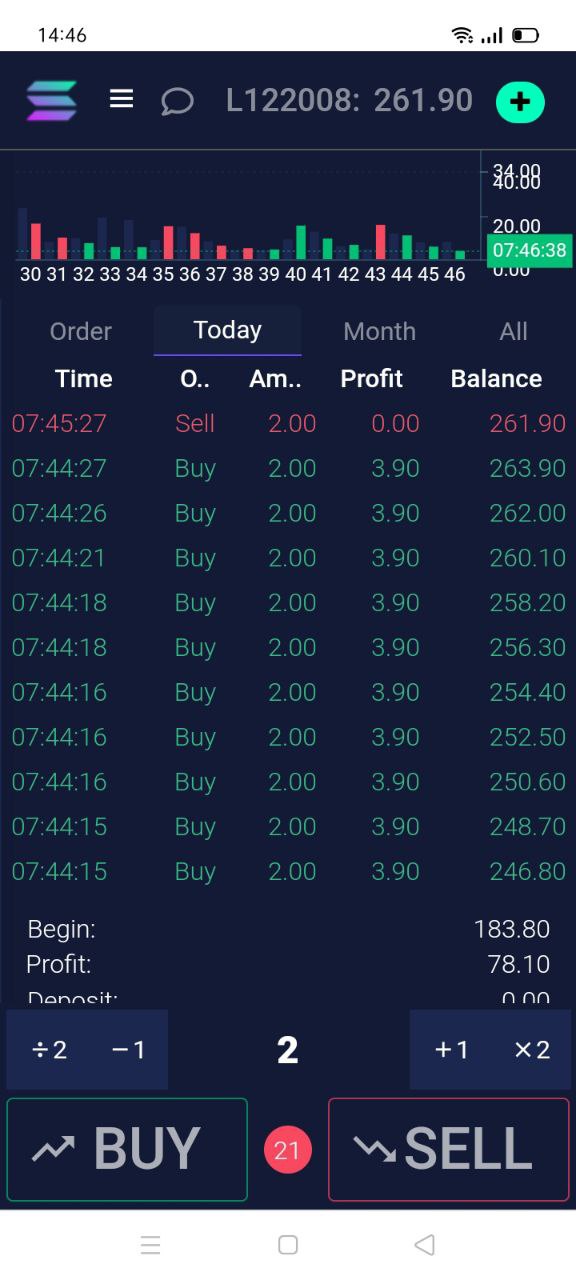 14:46
L122008: 261.90
34.00
40.00
20.00
07:46:38
0.00
30 31 32 33 34 35 36 37 38 39 40 41 42 43 44 45 46
Order Today Month All
Time O.. Am.. Profit Balance
07:45:27 Sell 2.00 0.00 261.90
07:44:27 Buy 2.00 3.90 263.90
07:44:26 Buy 2.00 3.90 262.00
07:44:21 Buy 2.00 3.90 260.10
07:44:18 Buy 2.00 3.90 258.20
07:44:18 Buy 2.00 3.90 256.30
07:44:16 Buy 2.00 3.90 254.40
07:44:16 Buy 2.00 3.90 252.50
07:44:16 Buy 2.00 3.90 250.60
07:44:15 Buy 2.00 3.90 248.70
07:44:15 Buy 2.00 3.90 246.80
Begin: 183.80
Profit: 78.10
Deposit: 0.00
÷2 −1 2 +1 ×2
BUY 21 SELL